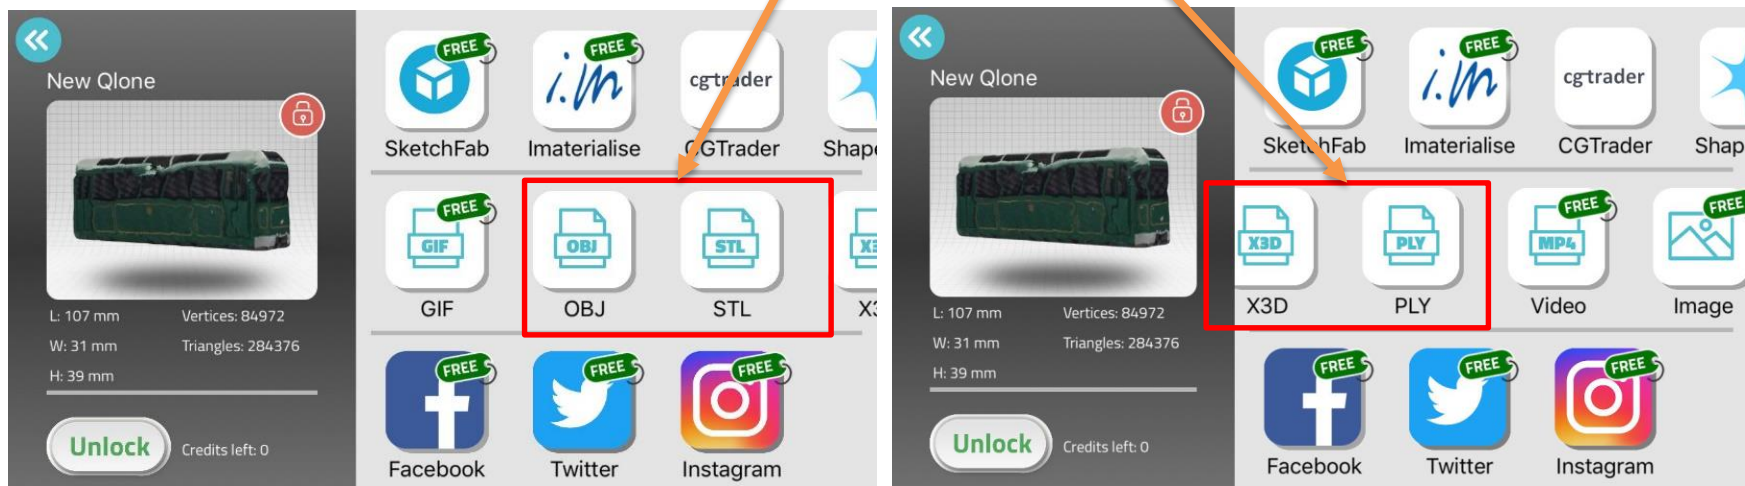 New Qlone
FREE
FREE
i.m
cgtrader
SketchFab
Imaterialise
CGTrader
Shape
FREE
GIF
OBJ
STL
GIF
OBJ
STL
L: 107 mm
Vertices: 84972
W: 31 mm
Triangles: 284376
H: 39 mm
FREE
FREE
FREE
Unlock
Credits left: 0
Facebook
Twitter
Instagram
New Qlone
FREE
FREE
i.m
cgtrader
SketchFab
Imaterialise
CGTrader
Shap
FREE
FREE
X3D
PLY
MP4
X3D
PLY
Video
Image
L: 107 mm
Vertices: 84972
W: 31 mm
Triangles: 284376
H: 39 mm
FREE
FREE
FREE
Unlock
Credits left: 0
Facebook
Twitter
Instagram